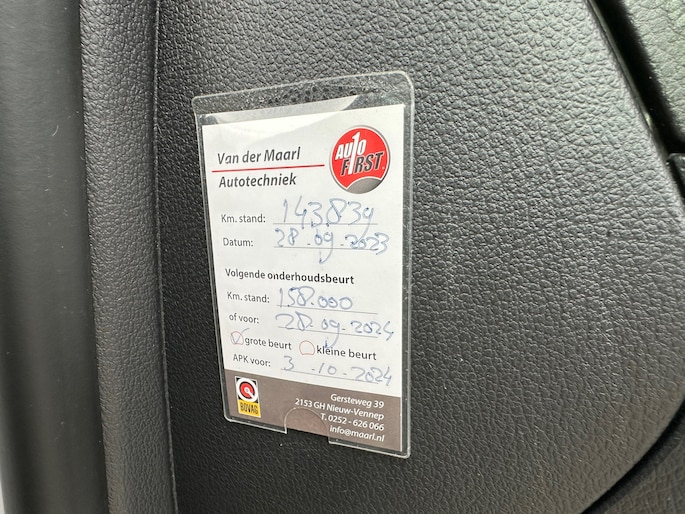 Van der Maarl
Autotechniek
AUTO
F1RST
Km. stand: 143839
Datum: 28-09-2023
Volgende onderhoudsbeurt
Km. stand: 158.000
of voor: 28-09-2024
grote beurt kleine beurt
APK voor: 3-10-2024
BOVAG
Gersteweg 39
2153 GH Nieuw-Vennep
T. 0252 - 626 066
info@maarl.nl